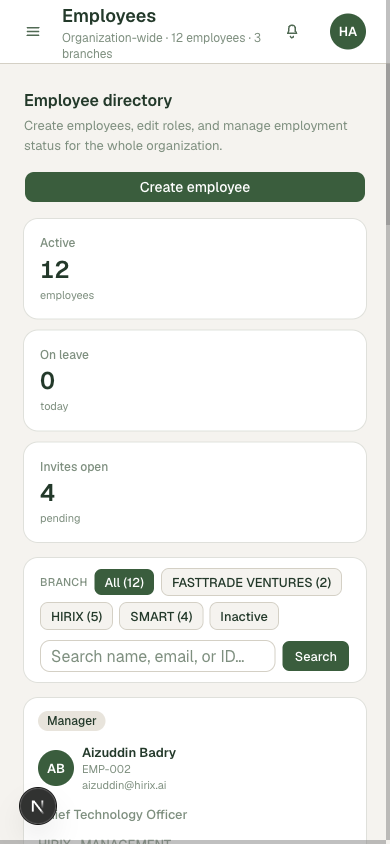 Employees
Organization-wide · 12 employees · 3
branches
HA
Employee directory
Create employees, edit roles, and manage employment
status for the whole organization.
Create employee
Active
12
employees
On leave
0
today
Invites open
4
pending
BRANCH All (12) FASTTRADE VENTURES (2)
HIRIX (5) SMART (4) Inactive
Search name, email, or ID... Search
Manager
Aizuddin Badry
AB EMP-002
aizuddin@hirix.ai
N
ief Technology Officer
HIRIX MANAGEMENT